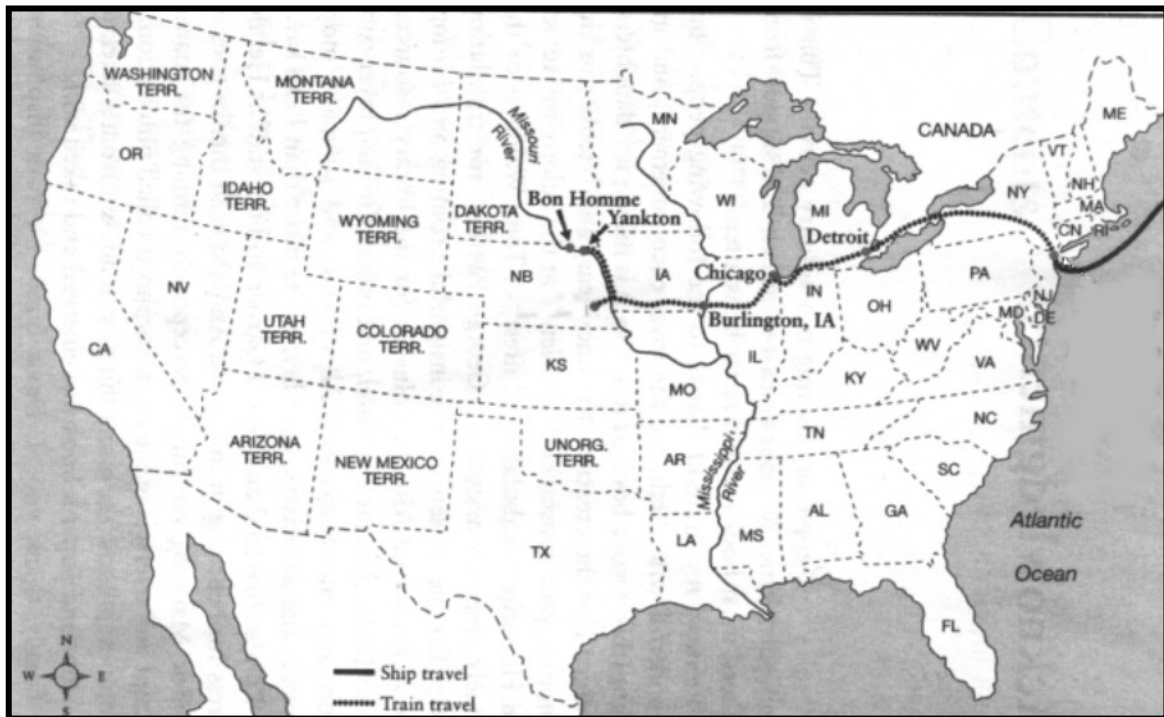 WASHINGTON
TERR.
MONTANA
TERR.
OR
IDAHO
TERR.
WYOMING
TERR.
DAKOTA
TERR.
Missouri
River
Bon Homme
Yankton
MN
WI
MI
Detroit
CANADA
ME
VT
NH
NY
MA
CN
RI
NV
CA
UTAH
TERR.
COLORADO
TERR.
NB
IA
Chicago
Burlington, IA
IN
OH
PA
NJ
MD
DE
KS
MO
IL
KY
WV
VA
ARIZONA
TERR.
NEW MEXICO
TERR.
UNORG.
TERR.
AR
Mississippi
River
TN
NC
SC
TX
LA
MS
AL
GA
FL
Atlantic
Ocean
N
W
E
S
Ship travel
Train travel